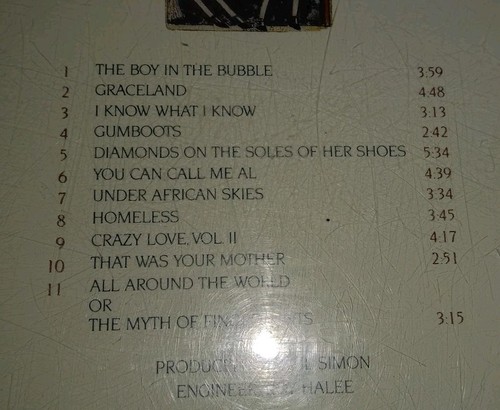 1 THE BOY IN THE BUBBLE 3:59
2 GRACELAND 4:48
3 I KNOW WHAT I KNOW 3:13
4 GUMBOOTS 2:42
5 DIAMONDS ON THE SOLES OF HER SHOES 5:34
6 YOU CAN CALL ME AL 4:39
7 UNDER AFRICAN SKIES 3:34
8 HOMELESS 3:45
9 CRAZY LOVE, VOL. II 4:17
10 THAT WAS YOUR MOTHER 2:51
11 ALL AROUND THE WORLD
OR
THE MYTH OF 3:15
SIMON
HALEE